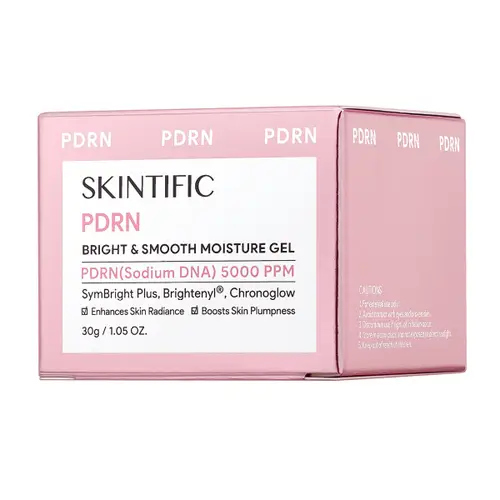 PDRN PDRN PDRN
PDRN PDRN PDRN
SKINTIFIC
PDRN
BRIGHT & SMOOTH MOISTURE GEL
PDRN(Sodium DNA) 5000 PPM
SymBright Plus, Brightenyl®, Chronoglow
☑ Enhances Skin Radiance ☑ Boosts Skin Plumpness
30g / 1.05 OZ.
CAUTIONS